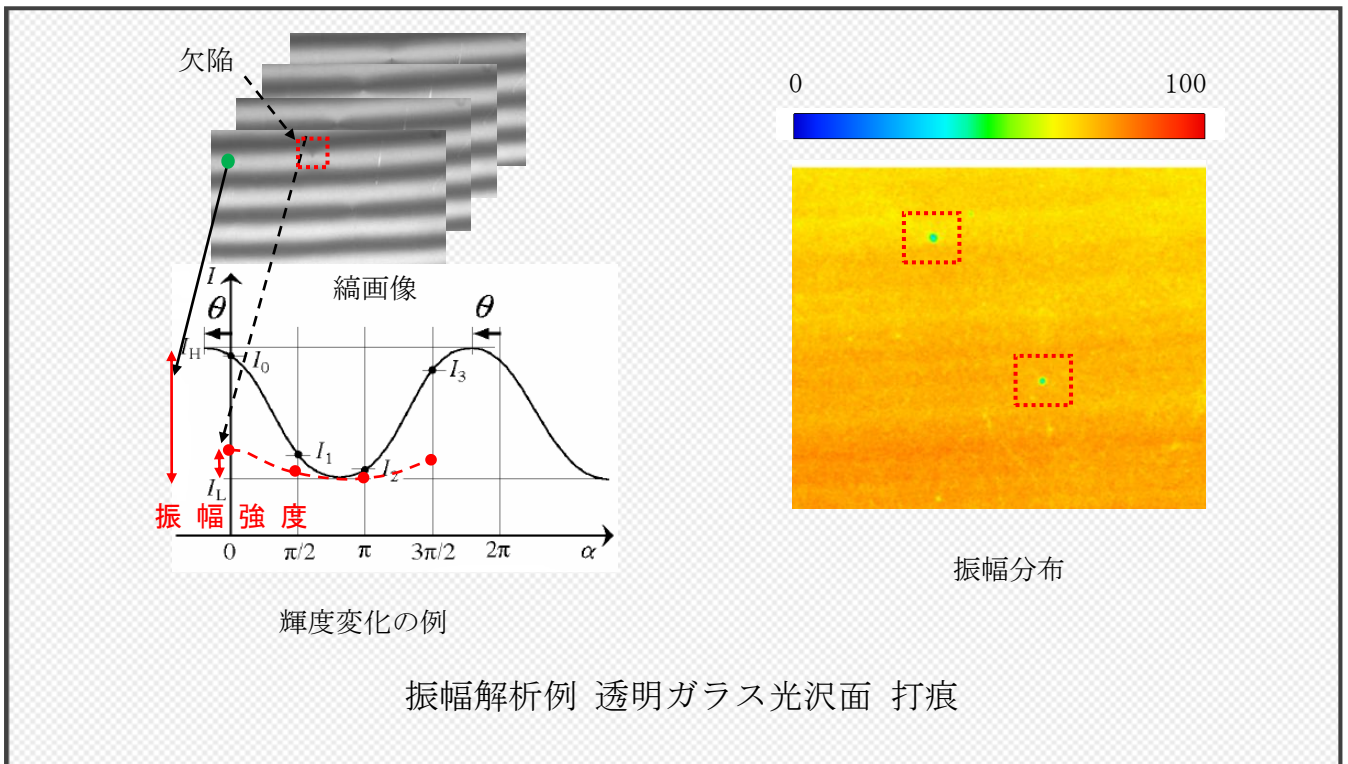 欠陥
縞画像
I
θ
θ
I_H
I_0
I_3
I_1
I_2
I_L
振幅強度
0
π/2
π
3π/2
2π
α
輝度変化の例
0
100
振幅分布
振幅解析例 透明ガラス光沢面 打痕